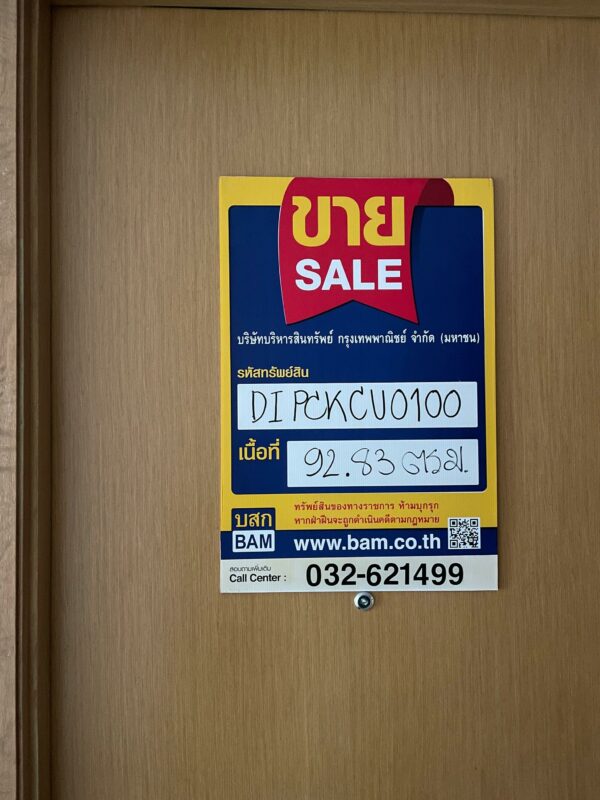 ขาย
SALE
บริษัทบริหารสินทรัพย์ กรุงเทพพาณิชย์ จำกัด (มหาชน)
รหัสทรัพย์สิน
DIPCKCU0100
เนื้อที่ 92.83 ตรม.
ทรัพย์สินของทางราชการ ห้ามบุกรุก
หากฝ่าฝืนจะถูกดำเนินคดีตามกฎหมาย
บสก
BAM www.bam.co.th
สอบถามเพิ่มเติม
Call Center : 032-621499